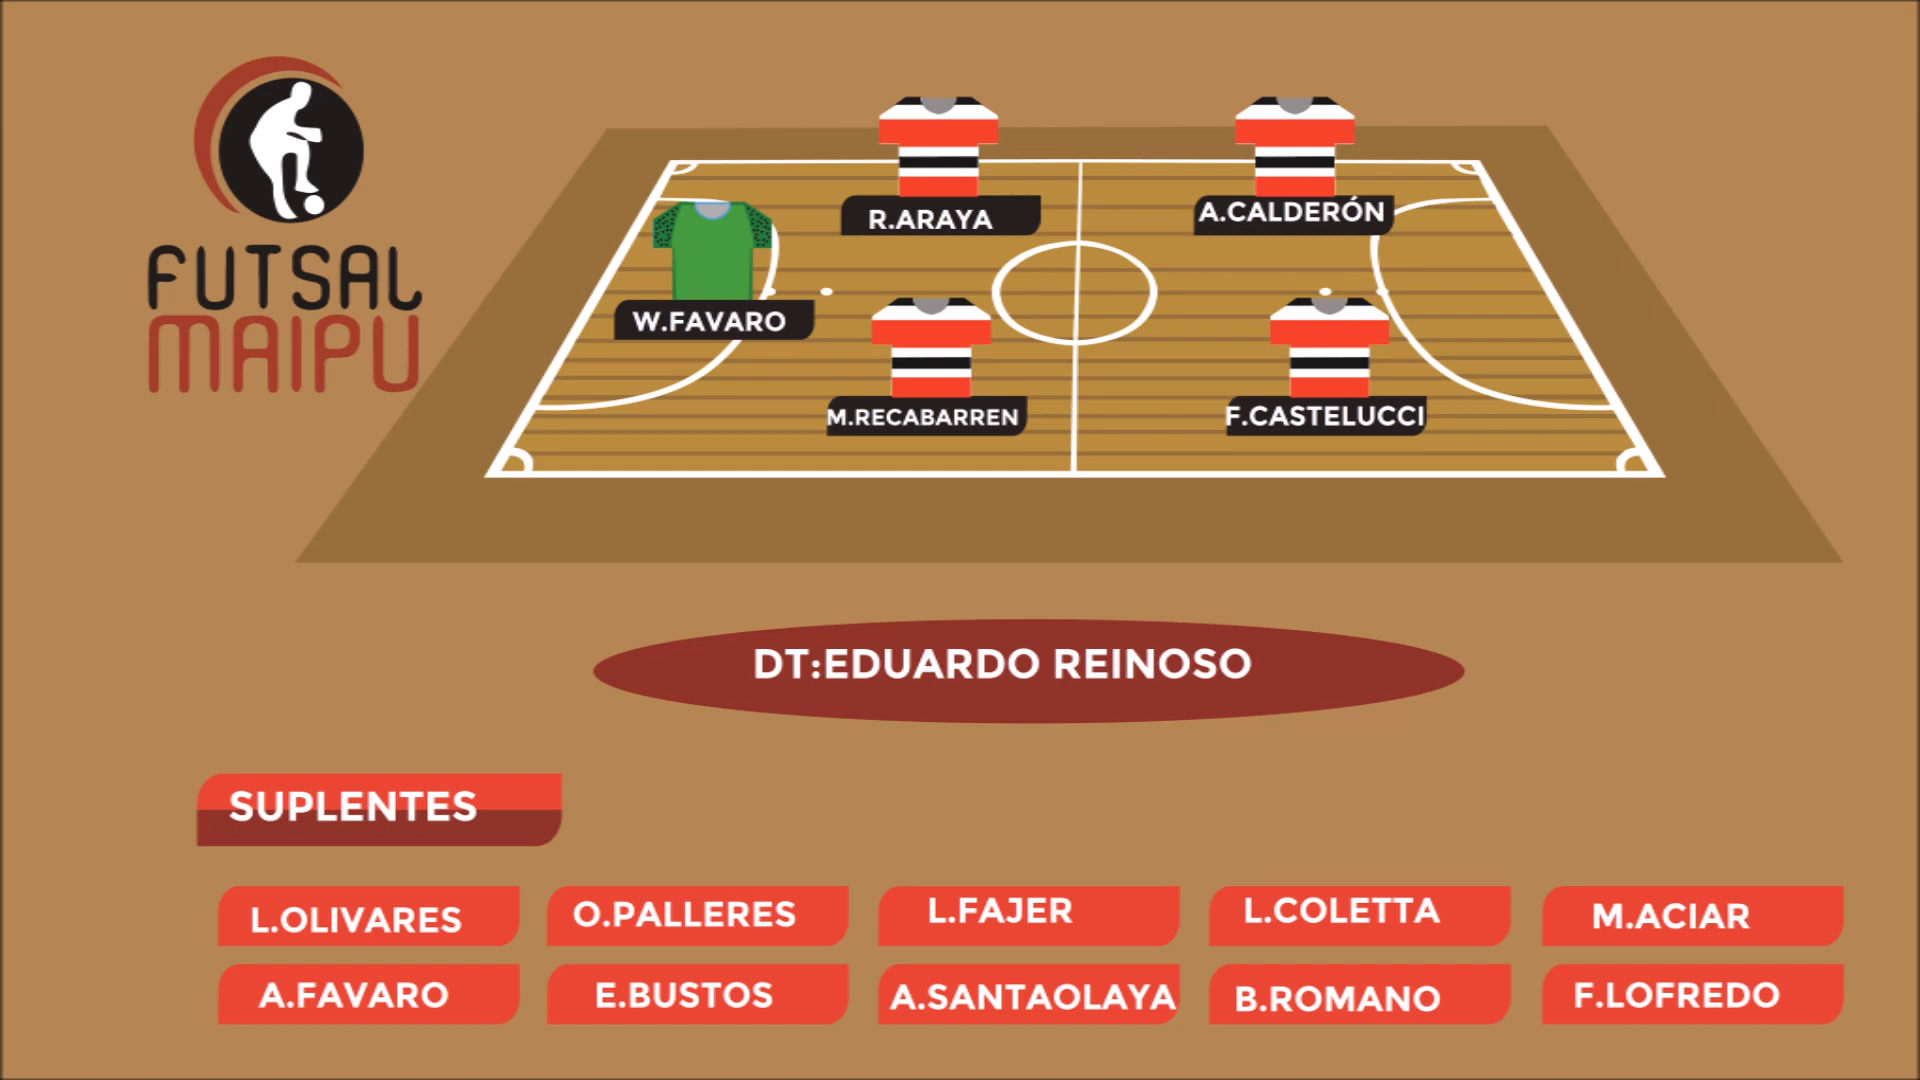 FUTSAL
MAIPU
R.ARAYA
A.CALDERÓN
W.FAVARO
M.RECABARREN
F.CASTELUCCI
DT:EDUARDO REINOSO
SUPLENTES
L.OLIVARES
O.PALLERES
L.FAJER
L.COLETTA
M.ACIAR
A.FAVARO
E.BUSTOS
A.SANTAOLAYA
B.ROMANO
F.LOFREDO